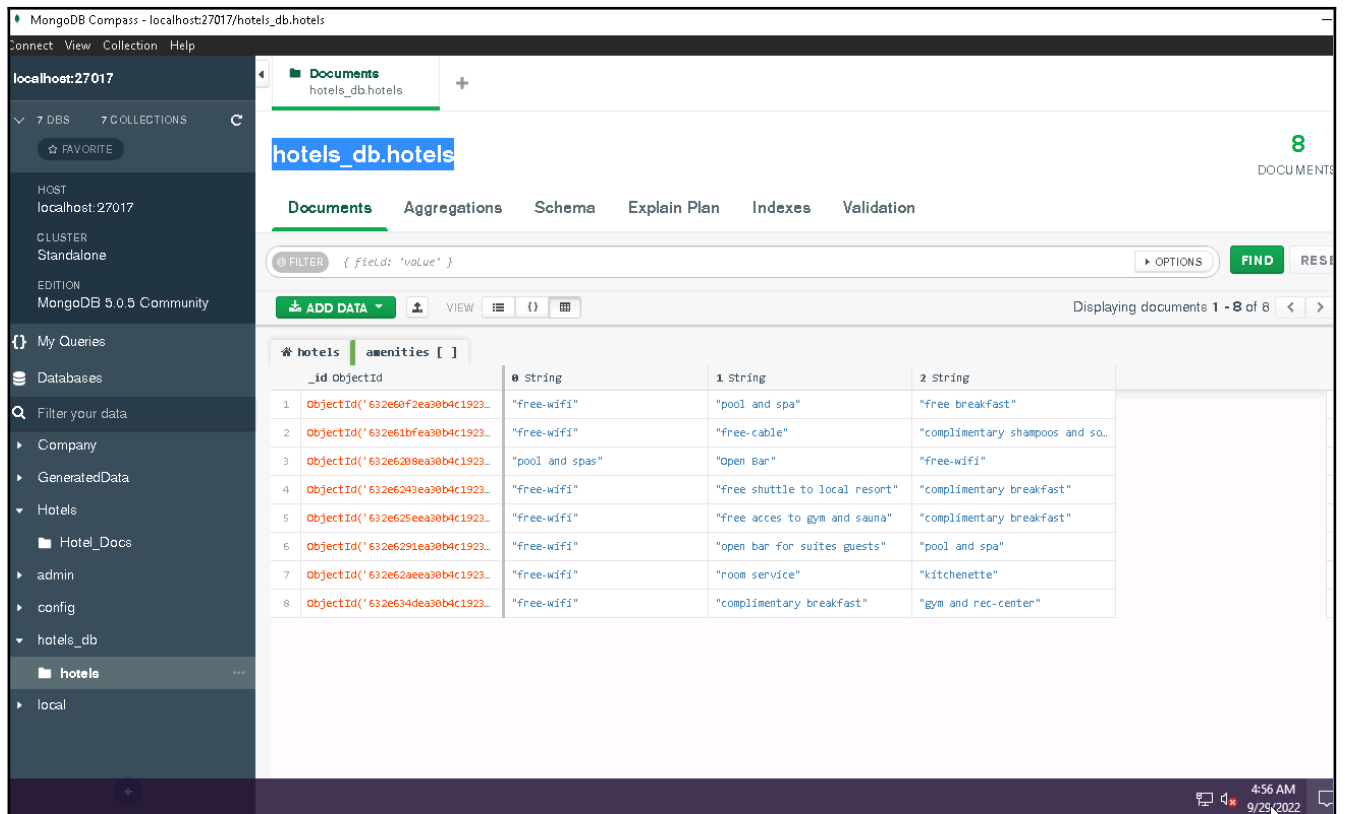 MongoDB Compass - localhost:27017/hotels_db.hotels
Connect View Collection Help
localhost:27017
7 DBS 7 COLLECTIONS
FAVORITE
HOST
localhost:27017
CLUSTER
Standalone
EDITION
MongoDB 5.0.5 Community
{} My Queries
Databases
Filter your data
Company
GeneratedData
Hotels
Hotel_Docs
admin
config
hotels_db
hotels
local
Documents
hotels_db.hotels
hotels_db.hotels
8
DOCUMENTS
Documents Aggregations Schema Explain Plan Indexes Validation
FILTER { field: 'value' }
OPTIONS
FIND
RESE
ADD DATA
VIEW
{}
Displaying documents 1 - 8 of 8
hotels amenities [ ]
_id ObjectId 0 String 1 String 2 String
1 ObjectId('632e60f2ea30b4c1923… "free-wifi" "pool and spa" "free breakfast"
2 ObjectId('632e61bfea30b4c1923… "free-wifi" "free-cable" "complimentary shampoos and so…
3 ObjectId('632e6208ea30b4c1923… "pool and spas" "Open Bar" "free-wifi"
4 ObjectId('632e6243ea30b4c1923… "free-wifi" "free shuttle to local resort" "complimentary breakfast"
5 ObjectId('632e625eea30b4c1923… "free-wifi" "free acces to gym and sauna" "complimentary breakfast"
6 ObjectId('632e6291ea30b4c1923… "free-wifi" "open bar for suites guests" "pool and spa"
7 ObjectId('632e62aeea30b4c1923… "free-wifi" "room service" "kitchenette"
8 ObjectId('632e634dea30b4c1923… "free-wifi" "complimentary breakfast" "gym and rec-center"
4:56 AM
9/29/2022